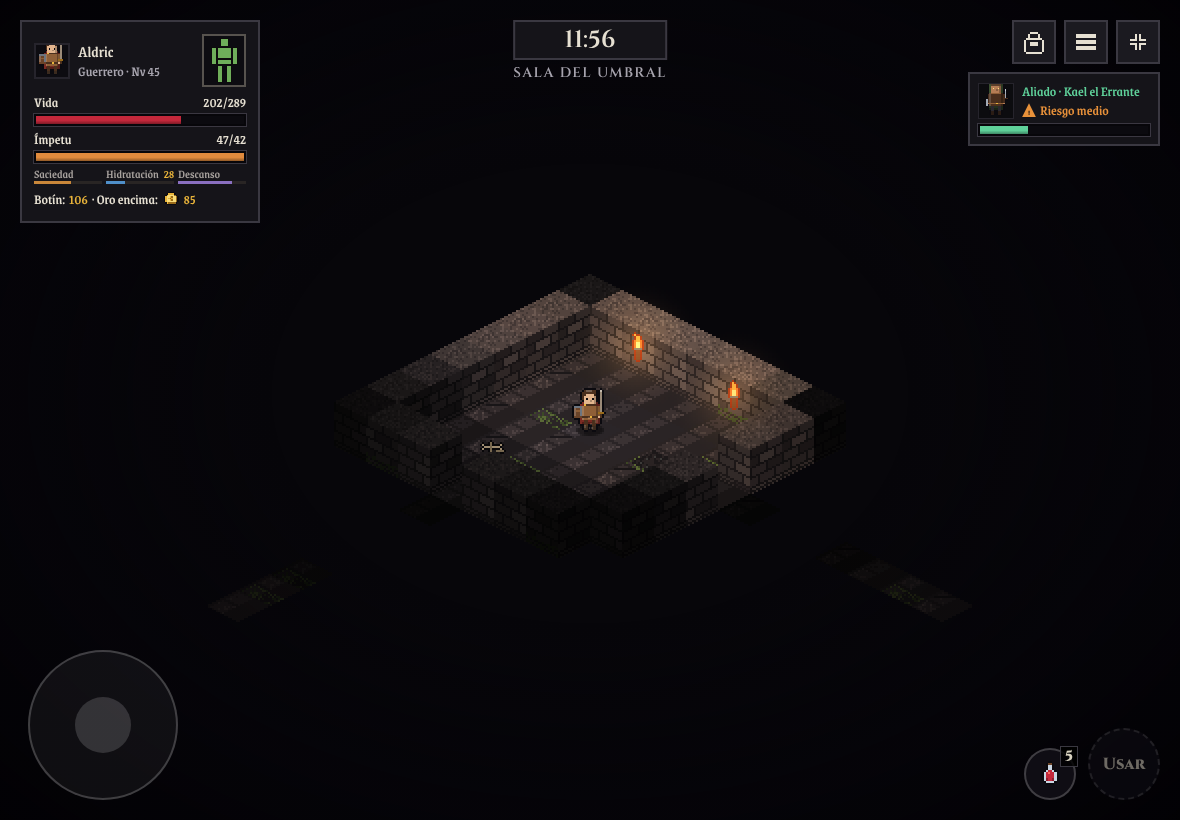 Aldric
Guerrero · Nv 45
Vida 202/289
Ímpetu 47/42
Saciedad Hidratación 28 Descanso
Botín: 106 · Oro encima: 85
11:56
SALA DEL UMBRAL
Aliado · Kael el Errante
Riesgo medio
5
USAR